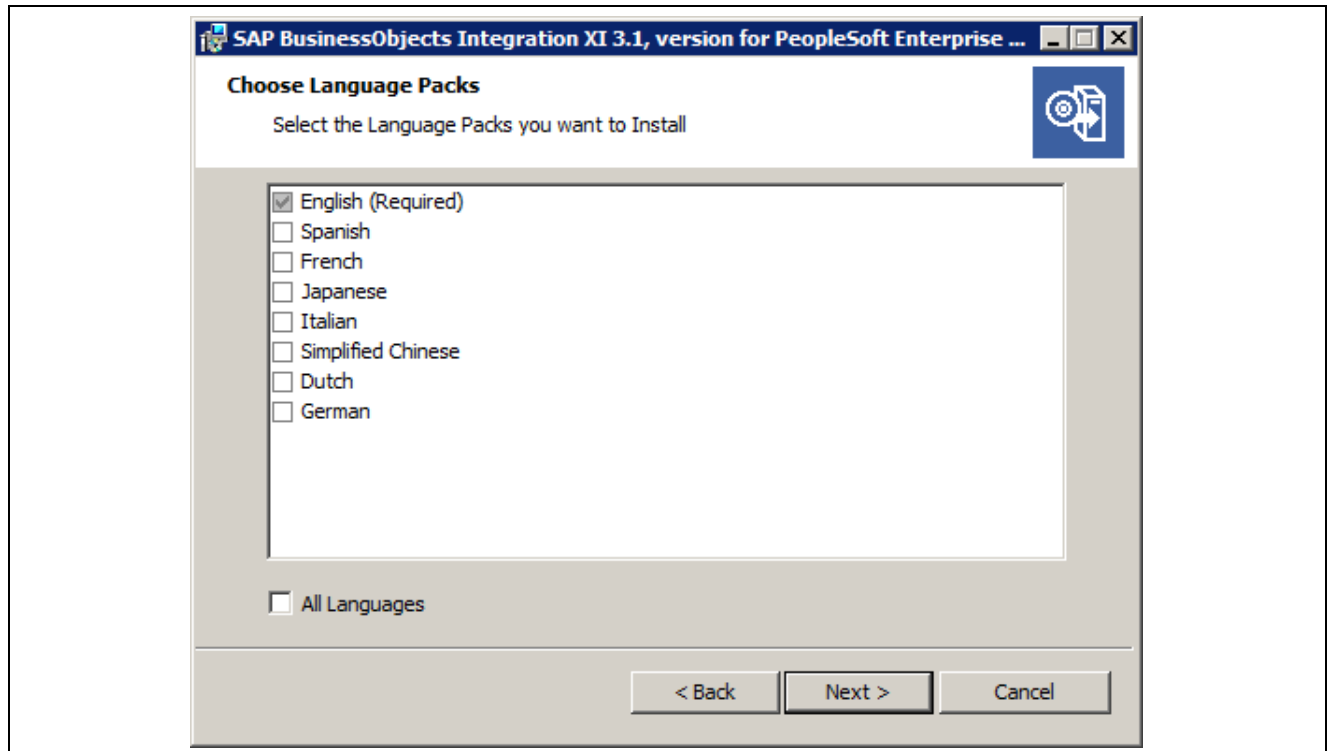 SAP BusinessObjects Integration XI 3.1, version for PeopleSoft Enterprise ...
Choose Language Packs
Select the Language Packs you want to Install
English (Required)
Spanish
French
Japanese
Italian
Simplified Chinese
Dutch
German
All Languages
< Back Next > Cancel